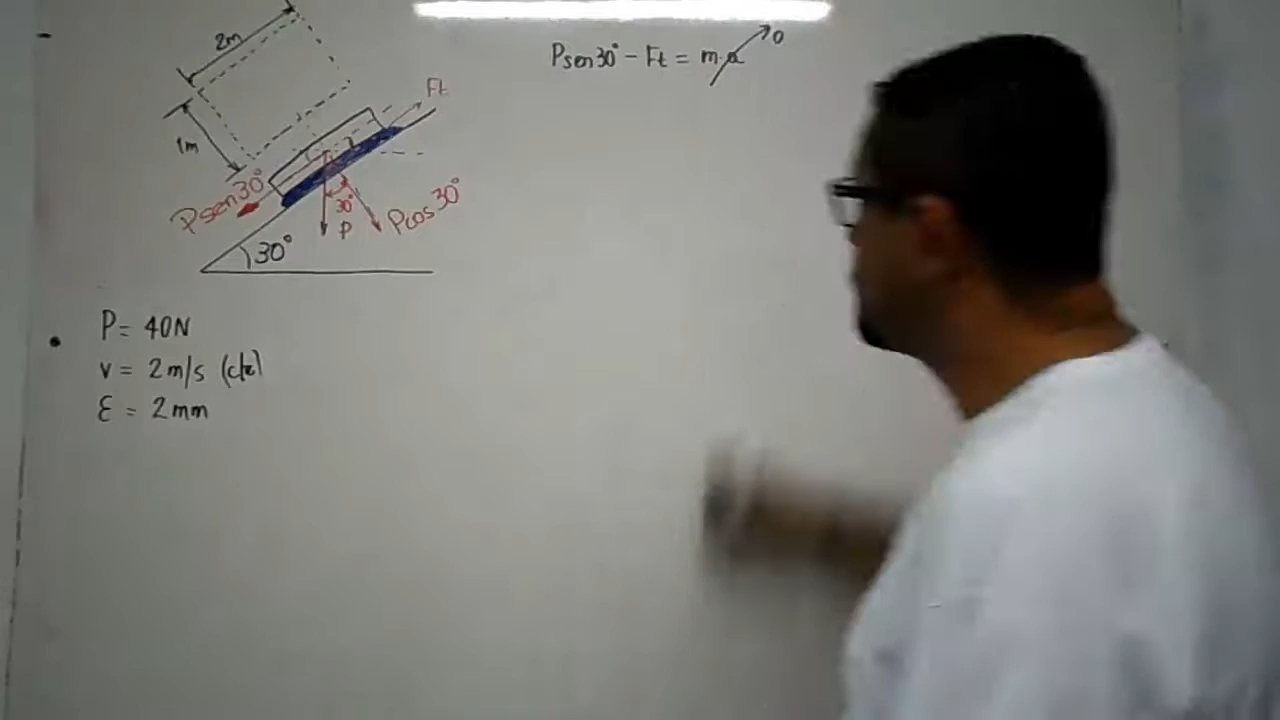 2m
Psen30° - Ft = m.a 0
Ft
1m
Psen30°
30°
Pcos30°
P
30°
P = 40N
v = 2m/s (cte)
ε = 2mm